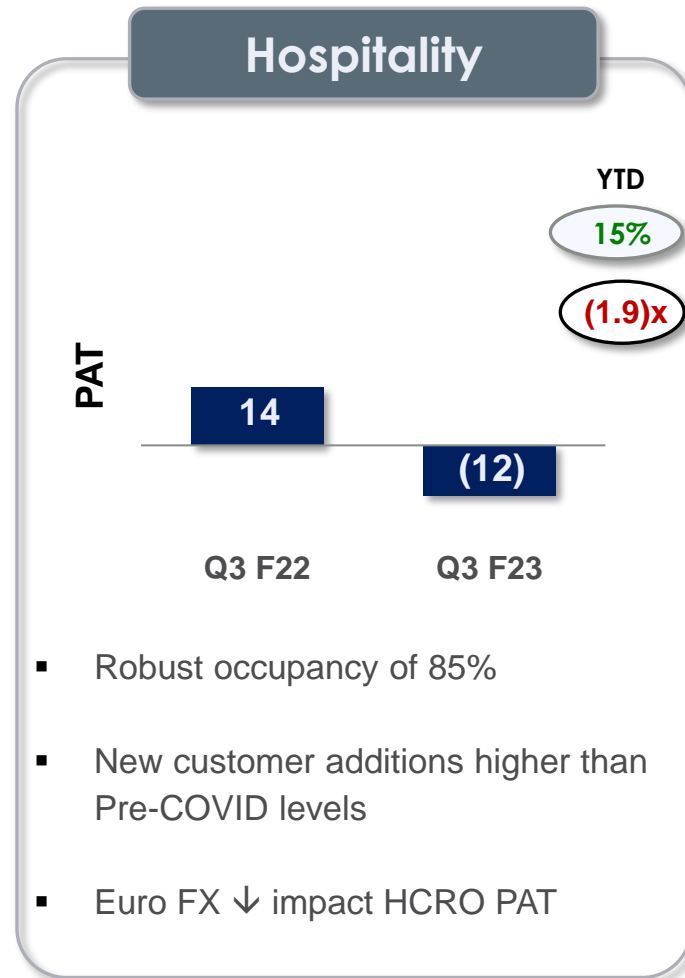 Hospitality
YTD
15%
(1.9)x
PAT
14
(12)
Q3 F22 Q3 F23
▪ Robust occupancy of 85%
▪ New customer additions higher than
Pre-COVID levels
▪ Euro FX ↓ impact HCRO PAT